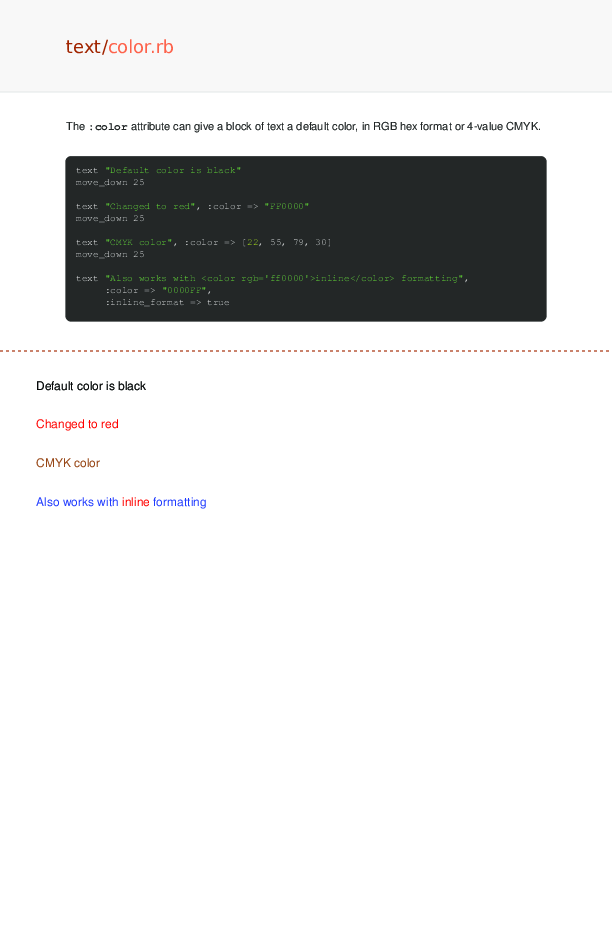 text/color.rb
The :color attribute can give a block of text a default color, in RGB hex format or 4-value CMYK.
text "Default color is black"
move_down 25
text "Changed to red", :color => "FF0000"
move_down 25
text "CMYK color", :color => [22, 55, 79, 30]
move_down 25
text "Also works with <color rgb='ff0000'>inline</color> formatting",
:color => "0000FF",
:inline_format => true
Default color is black
Changed to red
CMYK color
Also works with inline formatting